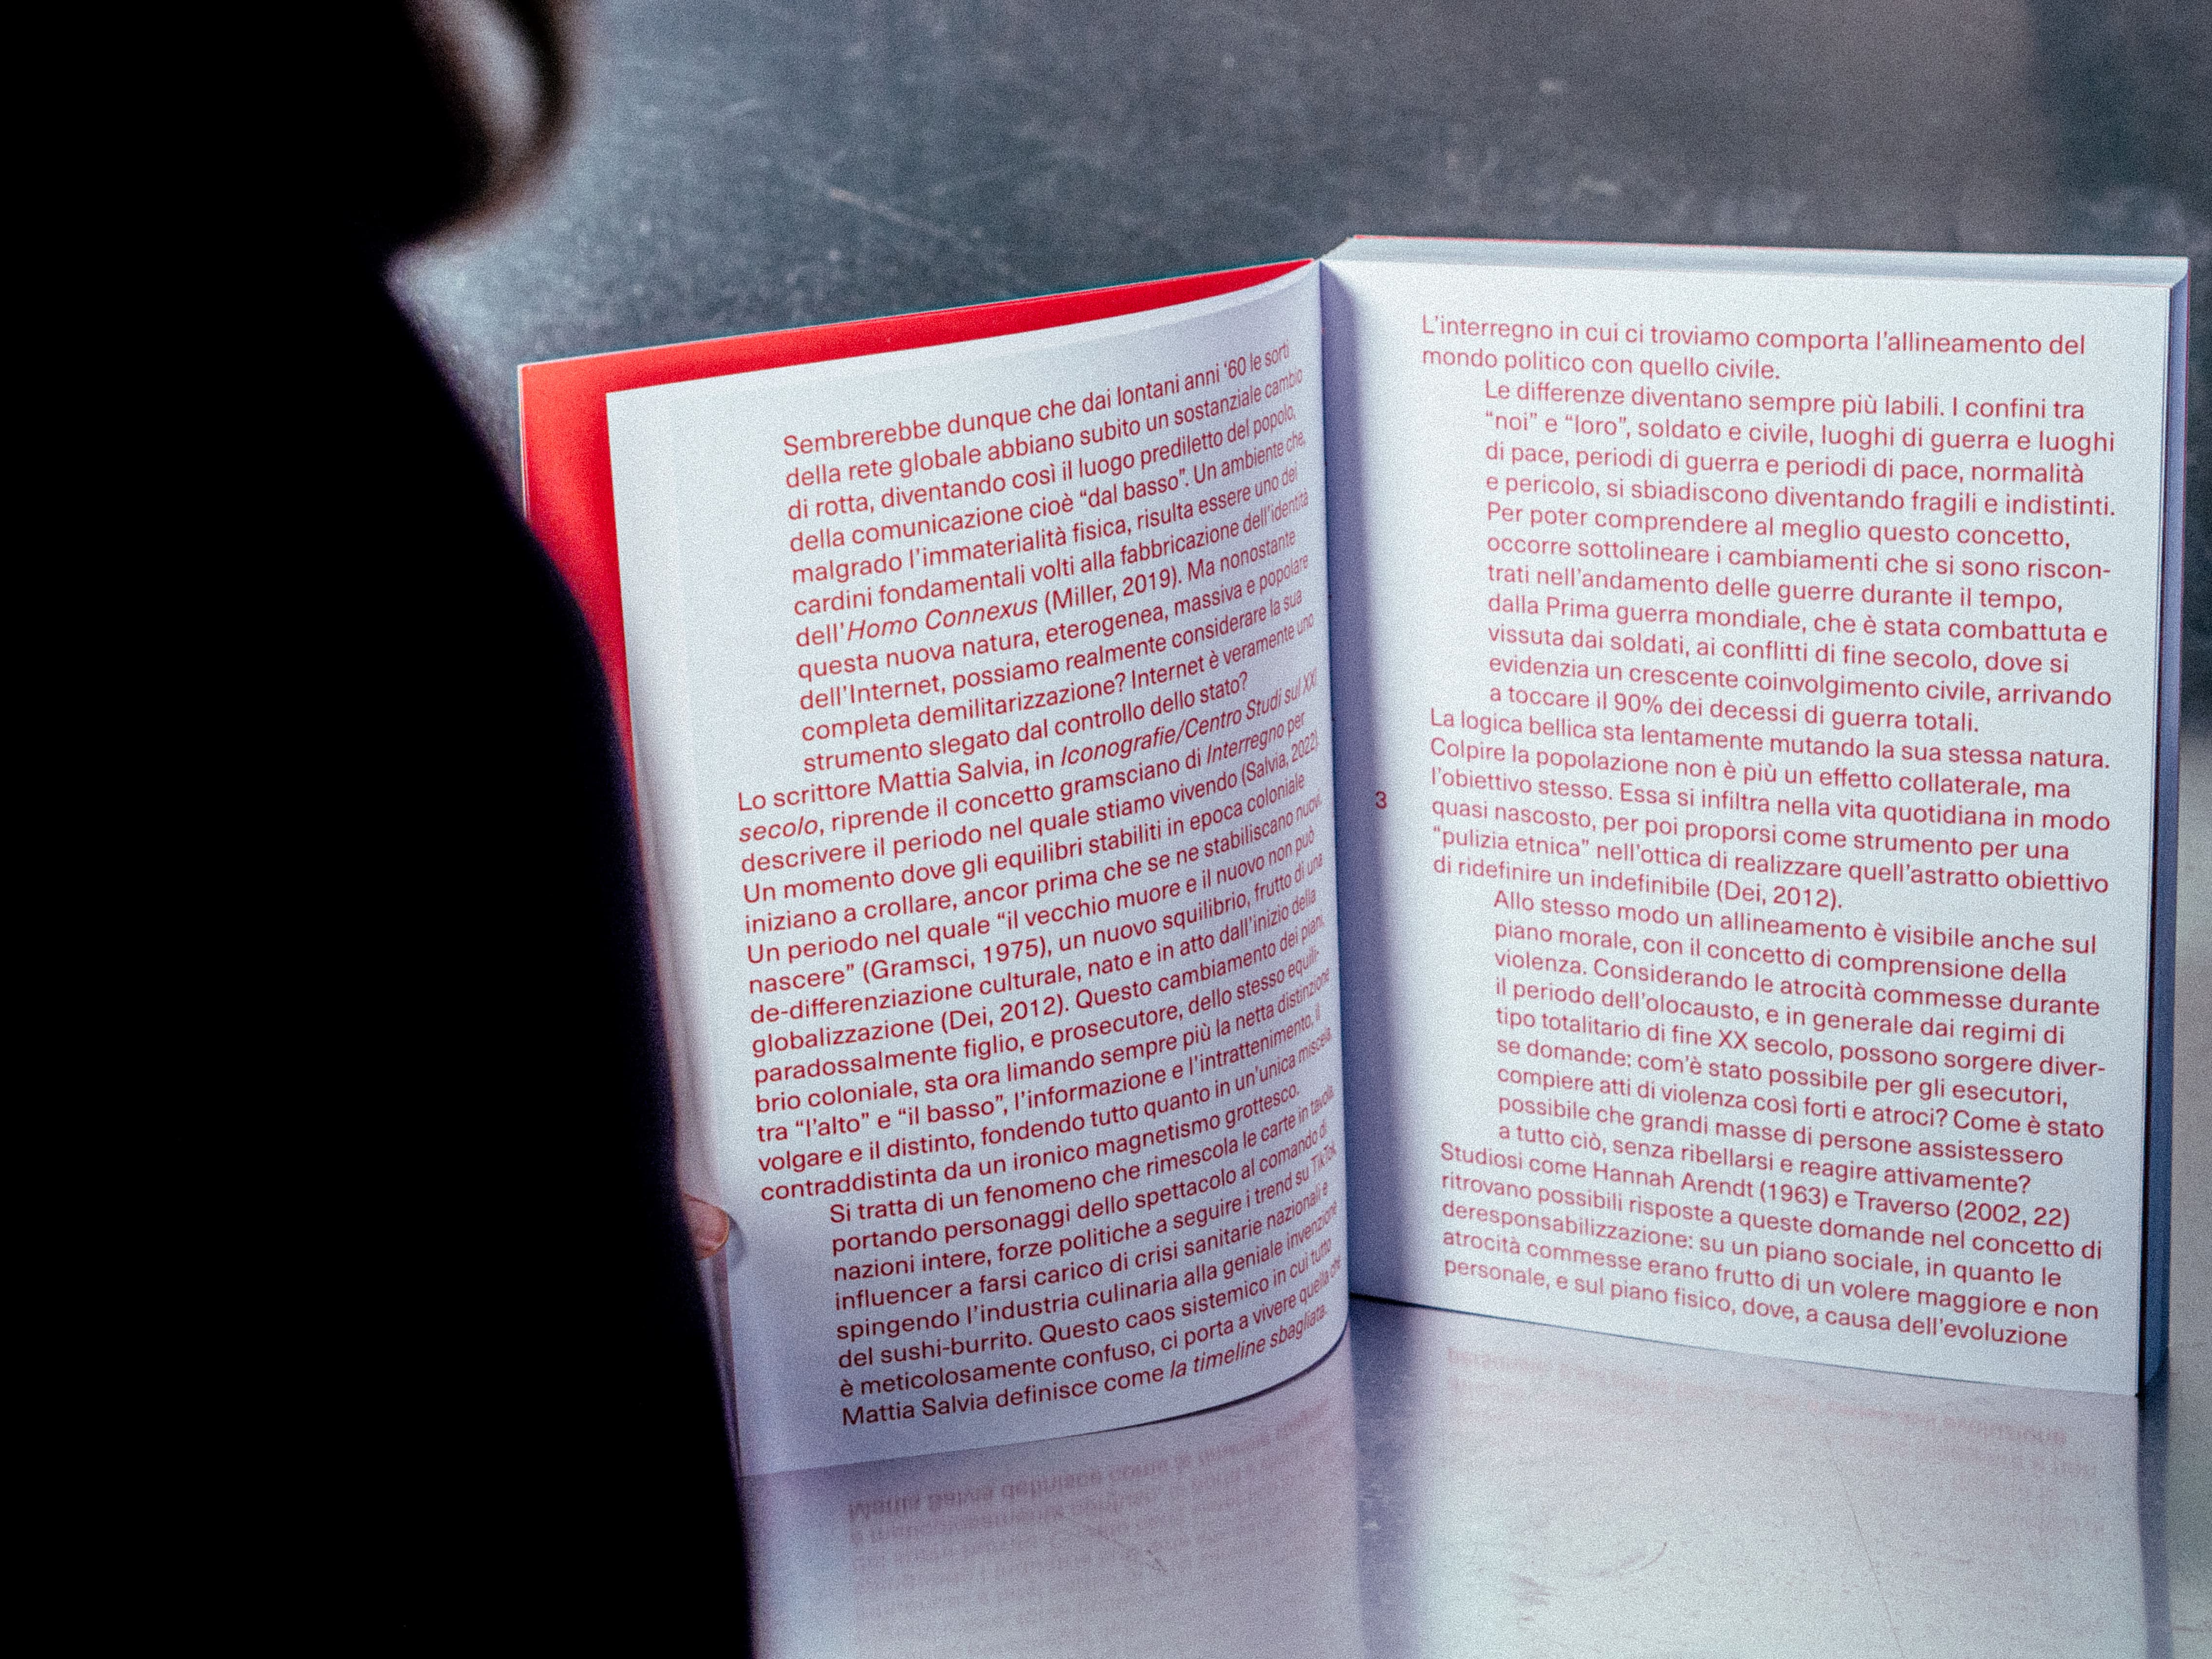 Sembrerebbe dunque che dai lontani anni ‘60 le sorti
della rete globale abbiano subito un sostanziale cambio
di rotta, diventando così il luogo prediletto del popolo,
della comunicazione cioè “dal basso”. Un ambiente che,
malgrado l’immaterialità fisica, risulta essere uno dei
cardini fondamentali volti alla fabbricazione dell’identità
dell’Homo Connexus (Miller, 2019). Ma nonostante
questa nuova natura, eterogenea, massiva e popolare
dell’Internet, possiamo realmente considerare la sua
completa demilitarizzazione? Internet è veramente uno
strumento slegato dal controllo dello stato?
Lo scrittore Mattia Salvia, in Iconografie/Centro Studi sul XXI
secolo, riprende il concetto gramsciano di Interregno per
descrivere il periodo nel quale stiamo vivendo (Salvia, 2022).
Un momento dove gli equilibri stabiliti in epoca coloniale
iniziano a crollare, ancor prima che se ne stabiliscano nuovi.
Un periodo nel quale “il vecchio muore e il nuovo non può
nascere” (Gramsci, 1975), un nuovo squilibrio, frutto di una
de-differenziazione culturale, nato e in atto dall’inizio della
globalizzazione (Dei, 2012). Questo cambiamento dei piani,
paradossalmente figlio, e prosecutore, dello stesso equili-
brio coloniale, sta ora limando sempre più la netta distinzione
tra “l’alto” e “il basso”, l’informazione e l’intrattenimento, il
volgare e il distinto, fondendo tutto quanto in un’unica miscela
contraddistinta da un ironico magnetismo grottesco.
Si tratta di un fenomeno che rimescola le carte in tavola
portando personaggi dello spettacolo al comando di
nazioni intere, forze politiche a seguire i trend su TikTok
influencer a farsi carico di crisi sanitarie nazionali e
spingendo l’industria culinaria alla geniale invenzione
del sushi-burrito. Questo caos sistemico in cui tutto
è meticolosamente confuso, ci porta a vivere quella che
Mattia Salvia definisce come la timeline sbagliata.
L’interregno in cui ci troviamo comporta l’allineamento del
mondo politico con quello civile.
Le differenze diventano sempre più labili. I confini tra
“noi” e “loro”, soldato e civile, luoghi di guerra e luoghi
di pace, periodi di guerra e periodi di pace, normalità
e pericolo, si sbiadiscono diventando fragili e indistinti.
Per poter comprendere al meglio questo concetto,
occorre sottolineare i cambiamenti che si sono riscon-
trati nell’andamento delle guerre durante il tempo,
dalla Prima guerra mondiale, che è stata combattuta e
vissuta dai soldati, ai conflitti di fine secolo, dove si
evidenzia un crescente coinvolgimento civile, arrivando
a toccare il 90% dei decessi di guerra totali.
La logica bellica sta lentamente mutando la sua stessa natura.
Colpire la popolazione non è più un effetto collaterale, ma
l’obiettivo stesso. Essa si infiltra nella vita quotidiana in modo
quasi nascosto, per poi proporsi come strumento per una
“pulizia etnica” nell’ottica di realizzare quell’astratto obiettivo
di ridefinire un indefinibile (Dei, 2012).
Allo stesso modo un allineamento è visibile anche sul
piano morale, con il concetto di comprensione della
violenza. Considerando le atrocità commesse durante
il periodo dell’olocausto, e in generale dai regimi di
tipo totalitario di fine XX secolo, possono sorgere diver-
se domande: com’è stato possibile per gli esecutori,
compiere atti di violenza così forti e atroci? Come è stato
possibile che grandi masse di persone assistessero
a tutto ciò, senza ribellarsi e reagire attivamente?
Studiosi come Hannah Arendt (1963) e Traverso (2002, 22)
ritrovano possibili risposte a queste domande nel concetto di
deresponsabilizzazione: su un piano sociale, in quanto le
atrocità commesse erano frutto di un volere maggiore e non
personale, e sul piano fisico, dove, a causa dell’evoluzione
3